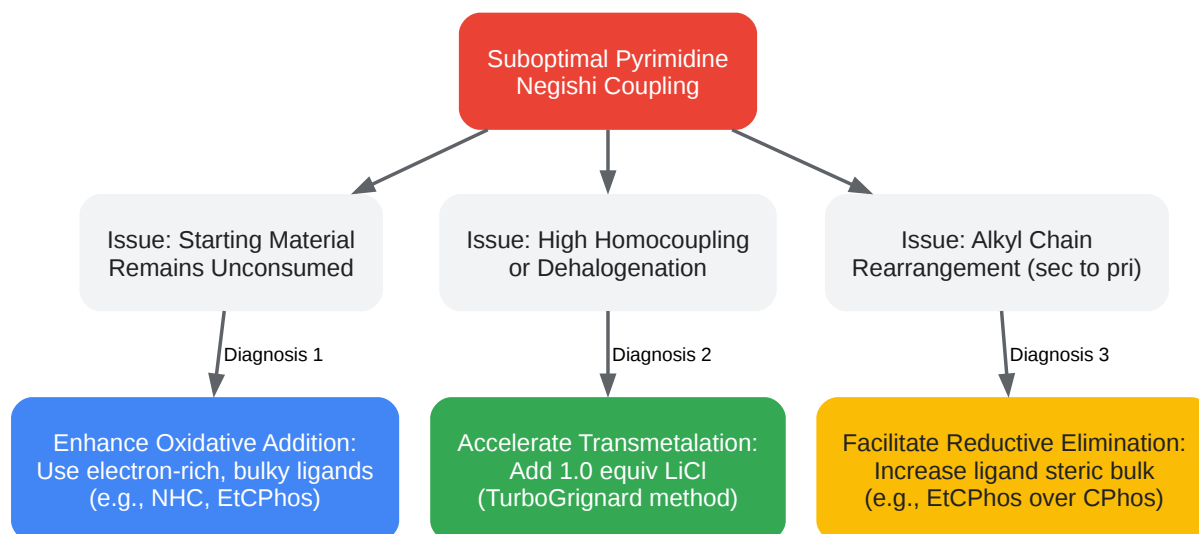 Suboptimal Pyrimidine
Negishi Coupling
Issue: Starting Material
Remains Unconsumed
Issue: High Homocoupling
or Dehalogenation
Issue: Alkyl Chain
Rearrangement (sec to pri)
Diagnosis 1
Diagnosis 2
Diagnosis 3
Enhance Oxidative Addition:
Use electron-rich, bulky ligands
(e.g., NHC, EtCPhos)
Accelerate Transmetalation:
Add 1.0 equiv LiCl
(TurboGrignard method)
Facilitate Reductive Elimination:
Increase ligand steric bulk
(e.g., EtCPhos over CPhos)